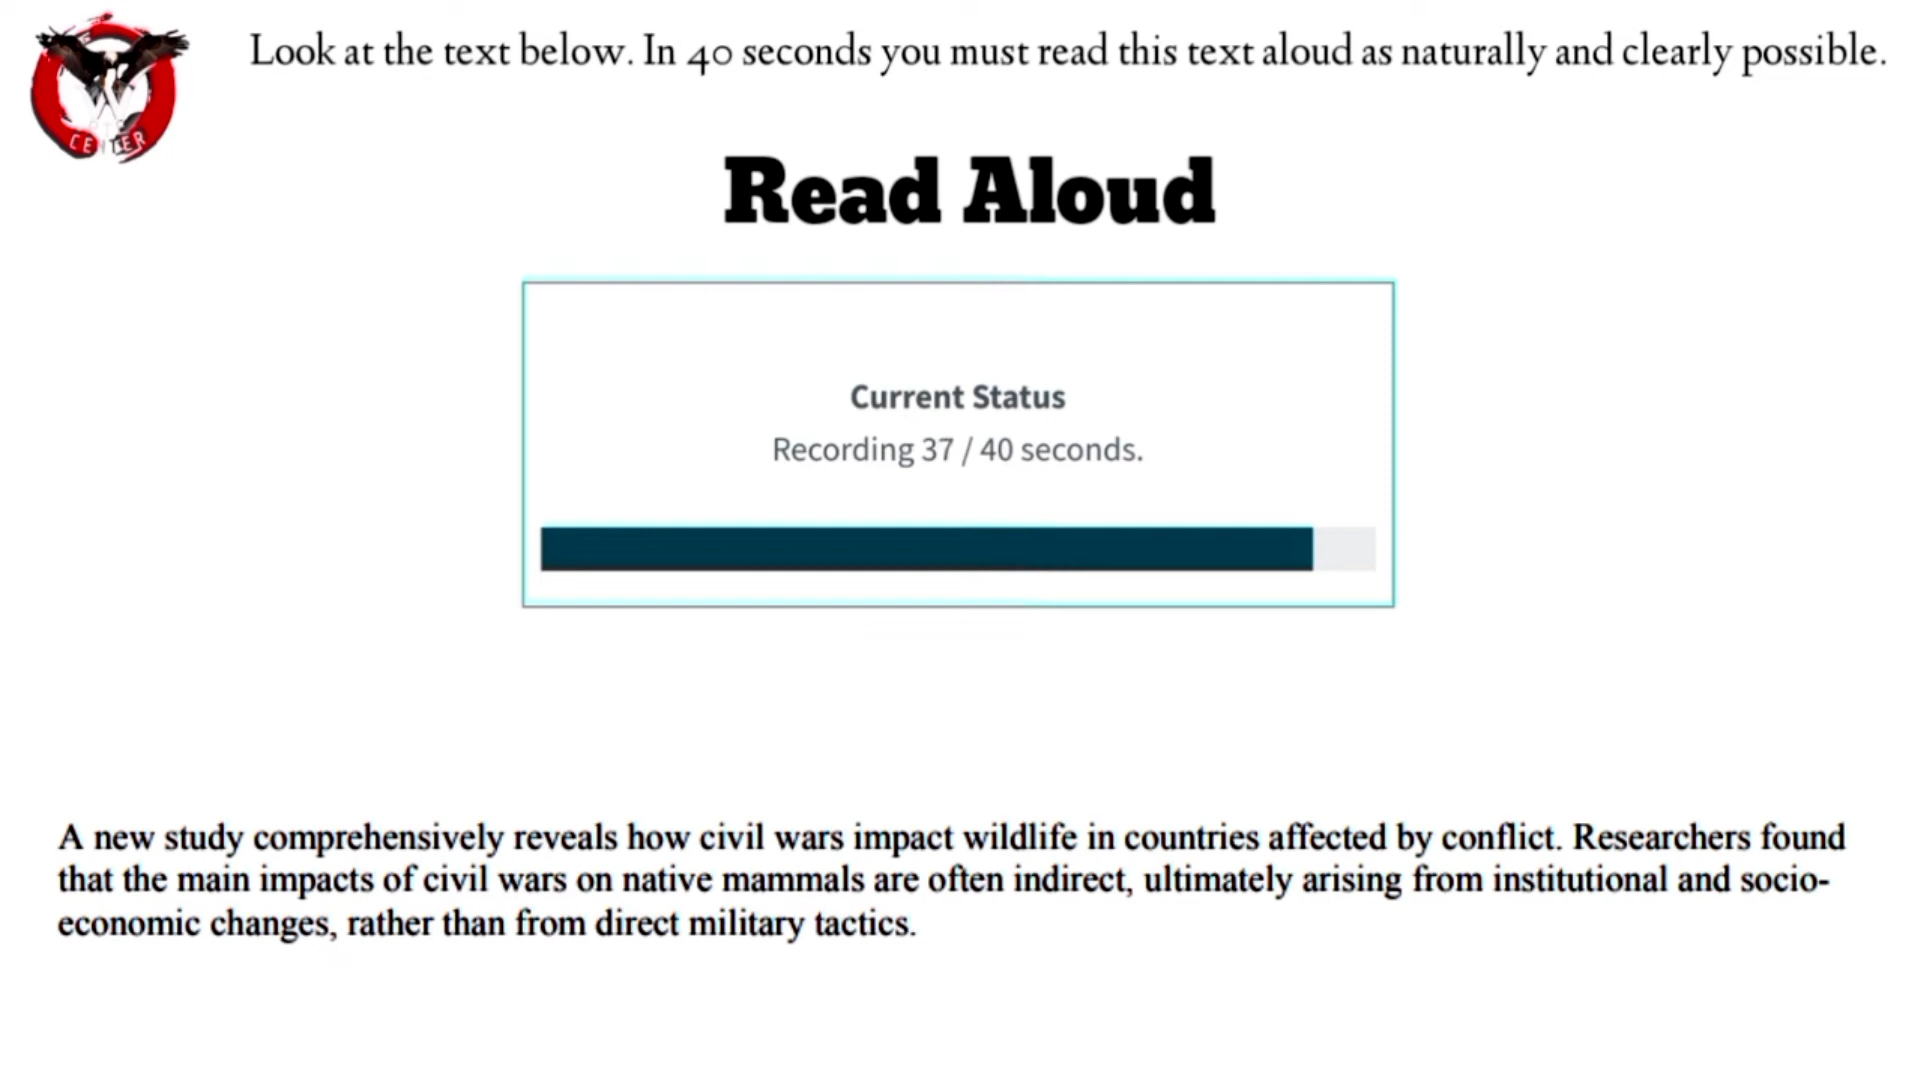 Look at the text below. In 40 seconds you must read this text aloud as naturally and clearly possible.
CENTER
Read Aloud
Current Status
Recording 37 / 40 seconds.
A new study comprehensively reveals how civil wars impact wildlife in countries affected by conflict. Researchers found
that the main impacts of civil wars on native mammals are often indirect, ultimately arising from institutional and socio-
economic changes, rather than from direct military tactics.